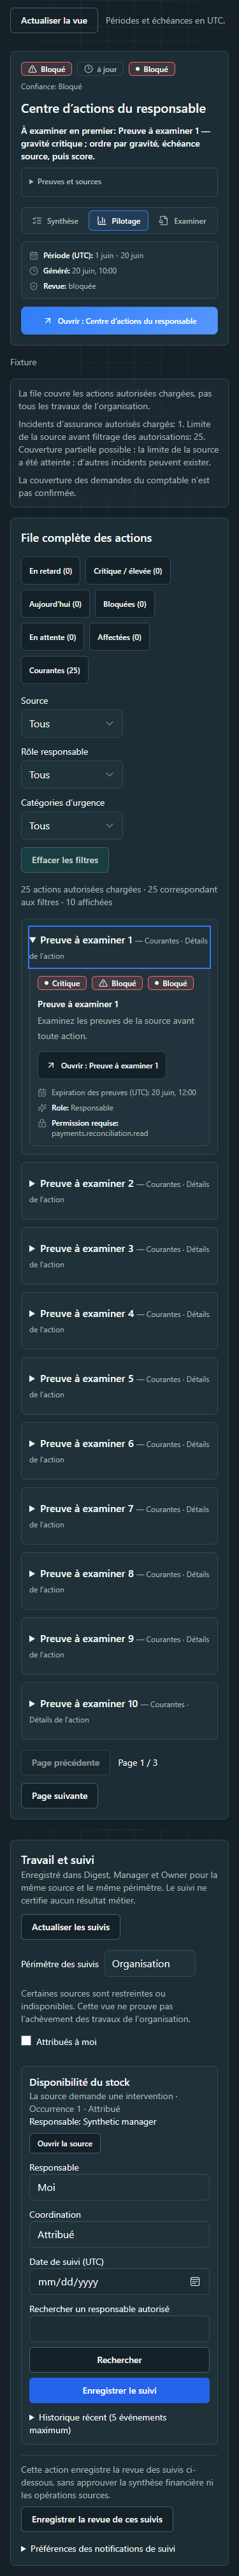 Actualiser la vue
Périodes et échéances en UTC.
Bloqué
à jour
Bloqué
Confiance: Bloqué
Centre d'actions du responsable
À examiner en premier: Preuve à examiner 1 —
gravité critique ; ordre par gravité, échéance
source, puis score.
Preuves et sources
Synthèse
Pilotage
Examiner
Période (UTC): 1 juin - 20 juin
Généré: 20 juin, 10:00
Revue: bloquée
Ouvrir : Centre d'actions du responsable
Fixture
La file couvre les actions autorisées chargées, pas
tous les travaux de l'organisation.
Incidents d'assurance autorisés chargés: 1. Limite
de la source avant filtrage des autorisations: 25.
Couverture partielle possible : la limite de la source
a été atteinte ; d'autres incidents peuvent exister.
La couverture des demandes du comptable n'est
pas confirmée.
File complète des actions
En retard (0)
Critique / élevée (0)
Aujourd'hui (0)
Bloquées (0)
En attente (0)
Affectées (0)
Courantes (25)
Source
Tous
Rôle responsable
Tous
Catégories d'urgence
Tous
Effacer les filtres
25 actions autorisées chargées · 25 correspondant
aux filtres · 10 affichées
Preuve à examiner 1 — Courantes · Détails
de l'action
Critique
Bloqué
Bloqué
Preuve à examiner 1
Examinez les preuves de la source avant
toute action.
Ouvrir : Preuve à examiner 1
Expiration des preuves (UTC): 20 juin, 12:00
Role: Responsable
Permission requise:
payments.reconciliation.read
Preuve à examiner 2 — Courantes · Détails
de l'action
Preuve à examiner 3 — Courantes · Détails
de l'action
Preuve à examiner 4 — Courantes · Détails
de l'action
Preuve à examiner 5 — Courantes · Détails
de l'action
Preuve à examiner 6 — Courantes · Détails
de l'action
Preuve à examiner 7 — Courantes · Détails
de l'action
Preuve à examiner 8 — Courantes · Détails
de l'action
Preuve à examiner 9 — Courantes · Détails
de l'action
Preuve à examiner 10 — Courantes ·
Détails de l'action
Page précédente
Page 1 / 3
Page suivante
Travail et suivi
Enregistré dans Digest, Manager et Owner pour la
même source et le même périmètre. Le suivi ne
certifie aucun résultat métier.
Actualiser les suivis
Périmètre des suivis
Organisation
Certaines sources sont restreintes ou
indisponibles. Cette vue ne prouve pas
l'achèvement des travaux de l'organisation.
Attribués à moi
Disponibilité du stock
La source demande une intervention ·
Occurrence 1 · Attribué
Responsable: Synthetic manager
Ouvrir la source
Responsable
Moi
Coordination
Attribué
Date de suivi (UTC)
mm/dd/yyyy
Rechercher un responsable autorisé
Rechercher
Enregistrer le suivi
Historique récent (5 événements
maximum)
Cette action enregistre la revue des suivis ci-
dessous, sans approuver la synthèse financière ni
les opérations sources.
Enregistrer la revue de ces suivis
Préférences des notifications de suivi